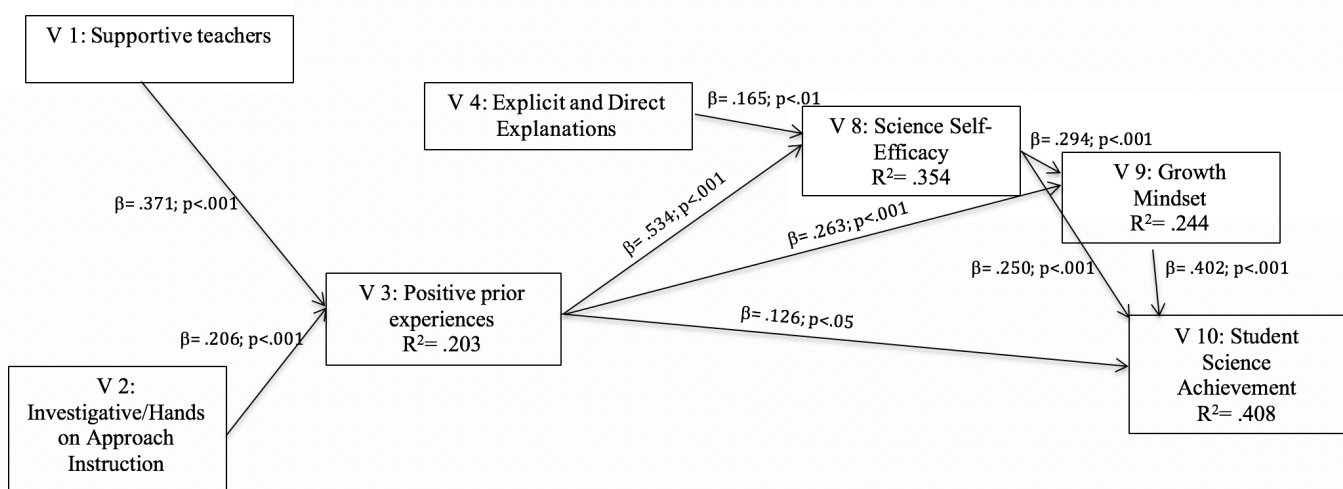 V 1: Supportive teachers
V 4: Explicit and Direct
Explanations
β= .165; p<.01
V 8: Science Self-
Efficacy
R²= .354
β= .294; p<.001
V 9: Growth
Mindset
R²= .244
β= .371; p<.001
β= .534; p<.001
β= .263; p<.001
β= .250; p<.001
β= .402; p<.001
V 3: Positive prior
experiences
R²= .203
β= .206; p<.001
β= .126; p<.05
V 10: Student
Science
Achievement
R²= .408
V 2:
Investigative/Hands
on Approach
Instruction